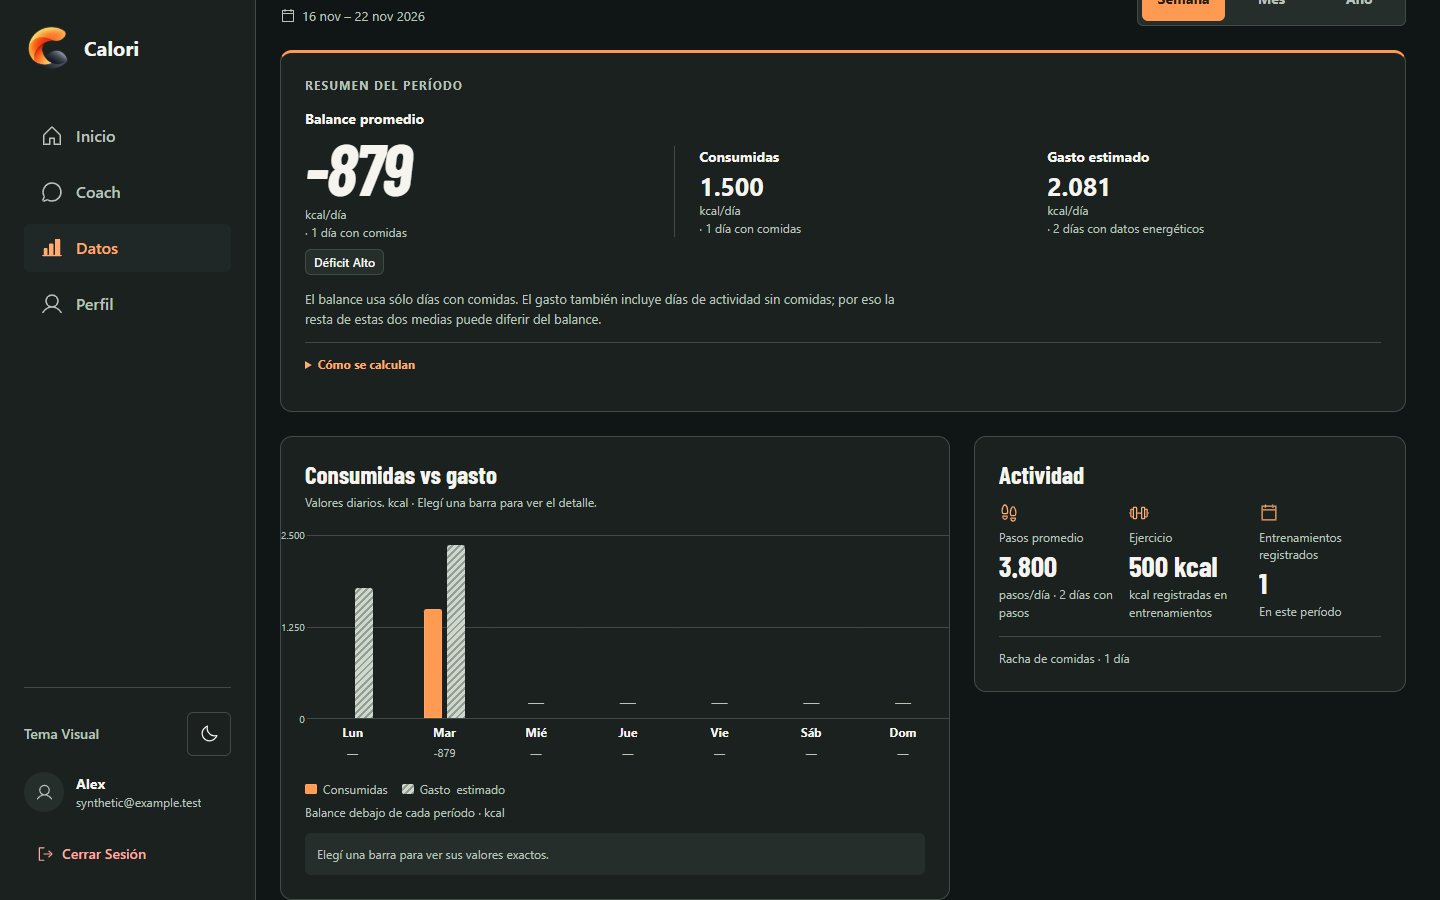 Calori
Inicio
Coach
Datos
Perfil
Tema Visual
Alex
synthetic@example.test
Cerrar Sesión
16 nov – 22 nov 2026
Semana
Mes
Año
RESUMEN DEL PERÍODO
Balance promedio
-879
kcal/día
· 1 día con comidas
Déficit Alto
Consumidas
1.500
kcal/día
· 1 día con comidas
Gasto estimado
2.081
kcal/día
· 2 días con datos energéticos
El balance usa sólo días con comidas. El gasto también incluye días de actividad sin comidas; por eso la
resta de estas dos medias puede diferir del balance.
Cómo se calculan
Consumidas vs gasto
Valores diarios. kcal · Elegí una barra para ver el detalle.
2.500
1.250
0
Lun Mar Mié Jue Vie Sáb Dom
— -879 — — — — —
Consumidas Gasto estimado
Balance debajo de cada período · kcal
Elegí una barra para ver sus valores exactos.
Actividad
Pasos promedio
3.800
pasos/día · 2 días con
pasos
Ejercicio
500 kcal
kcal registradas en
entrenamientos
Entrenamientos
registrados
1
En este período
Racha de comidas · 1 día